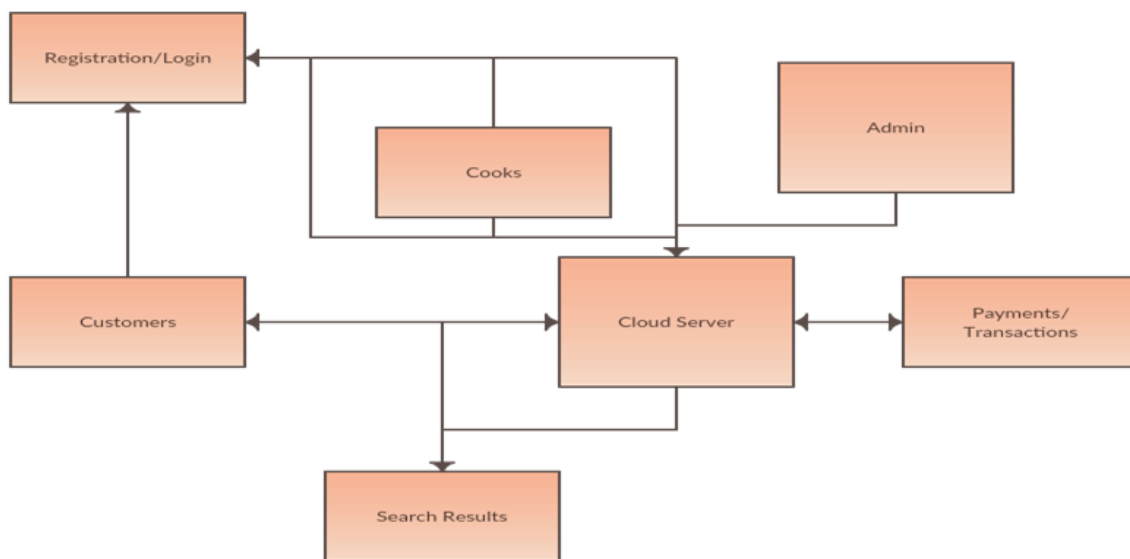 Registration/Login
Admin
Cooks
Customers
Cloud Server
Payments/
Transactions
Search Results